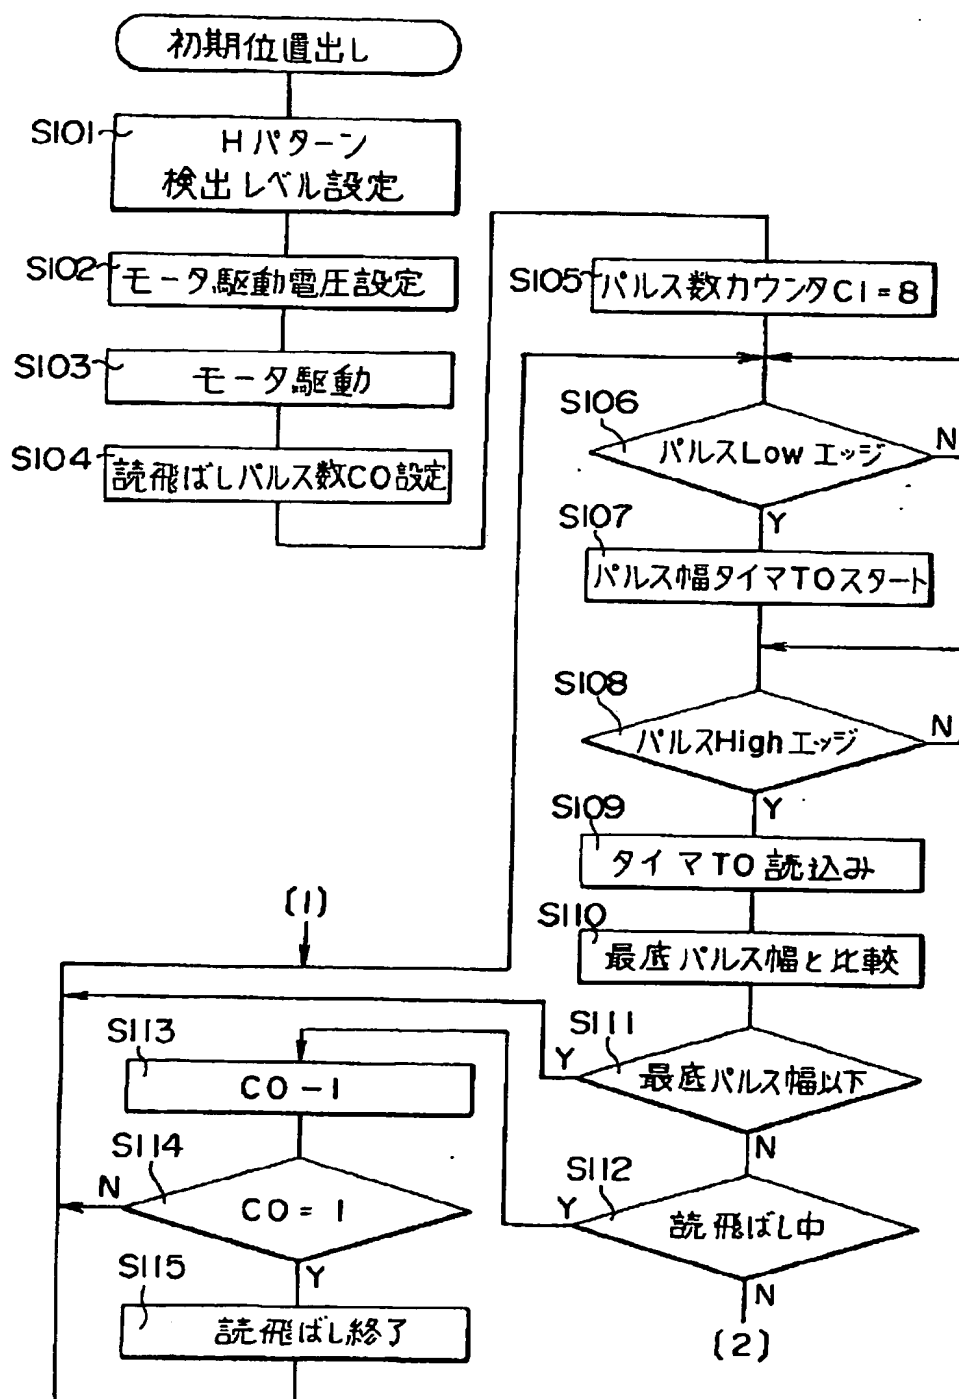 初期位置出し
S101
Hパターン
検出レベル設定
S102
モータ駆動電圧設定
S103
モータ駆動
S104
読飛ばしパルス数C0設定
S105
パルス数カウンタC1=8
S106
パルスLowエッジ
N
Y
S107
パルス幅タイマT0スタート
S108
パルスHighエッジ
N
Y
S109
タイマT0読込み
S110
最底パルス幅と比較
S111
最底パルス幅以下
Y
N
S112
読飛ばし中
Y
N
(2)
(1)
S113
C0-1
S114
C0=1
N
Y
S115
読飛ばし終了